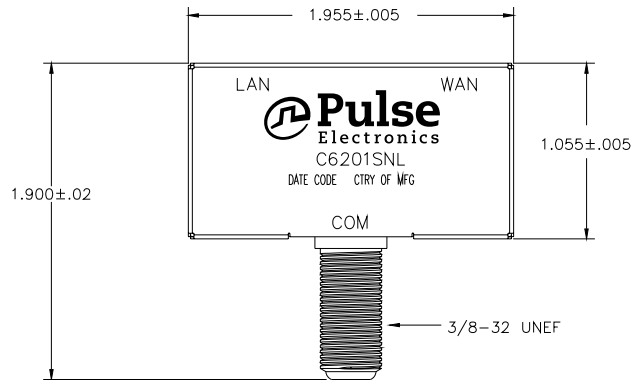 1.955±.005
LAN WAN
Pulse
Electronics
C6201SNL
DATE CODE CTRY OF MFG
1.055±.005
1.900±.02
COM
3/8-32 UNEF